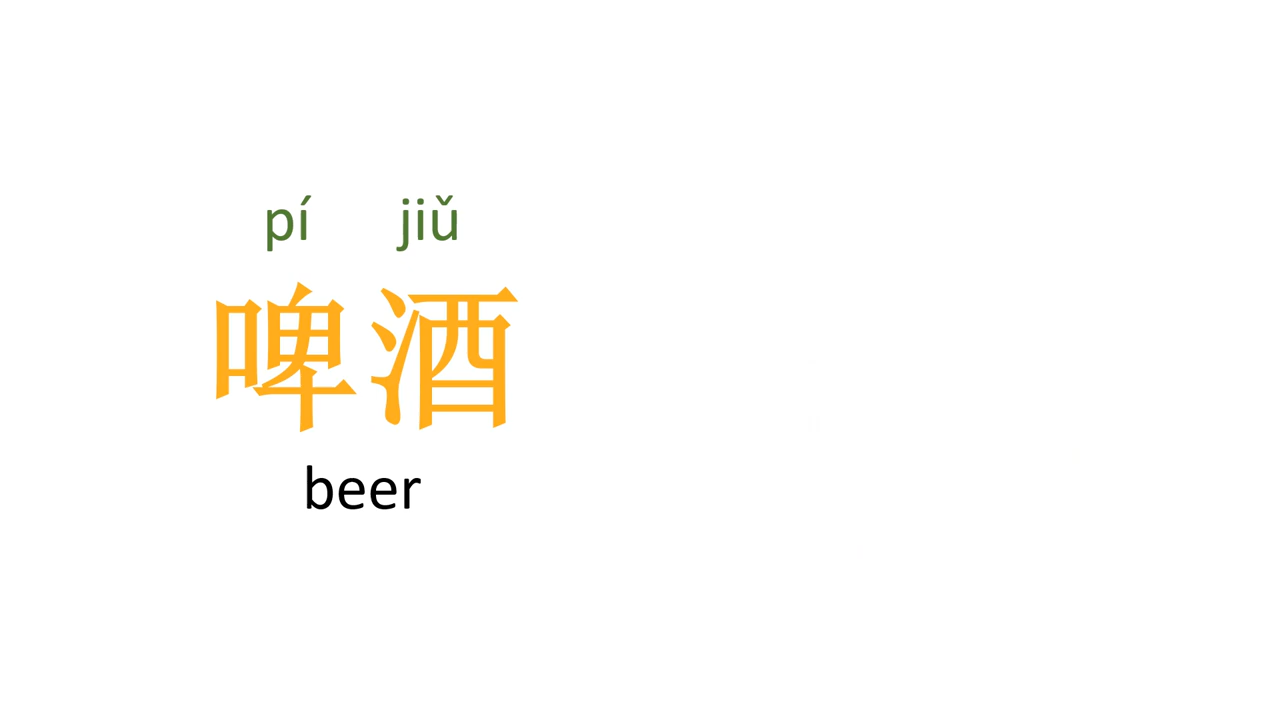 pí jiǔ
啤酒
beer